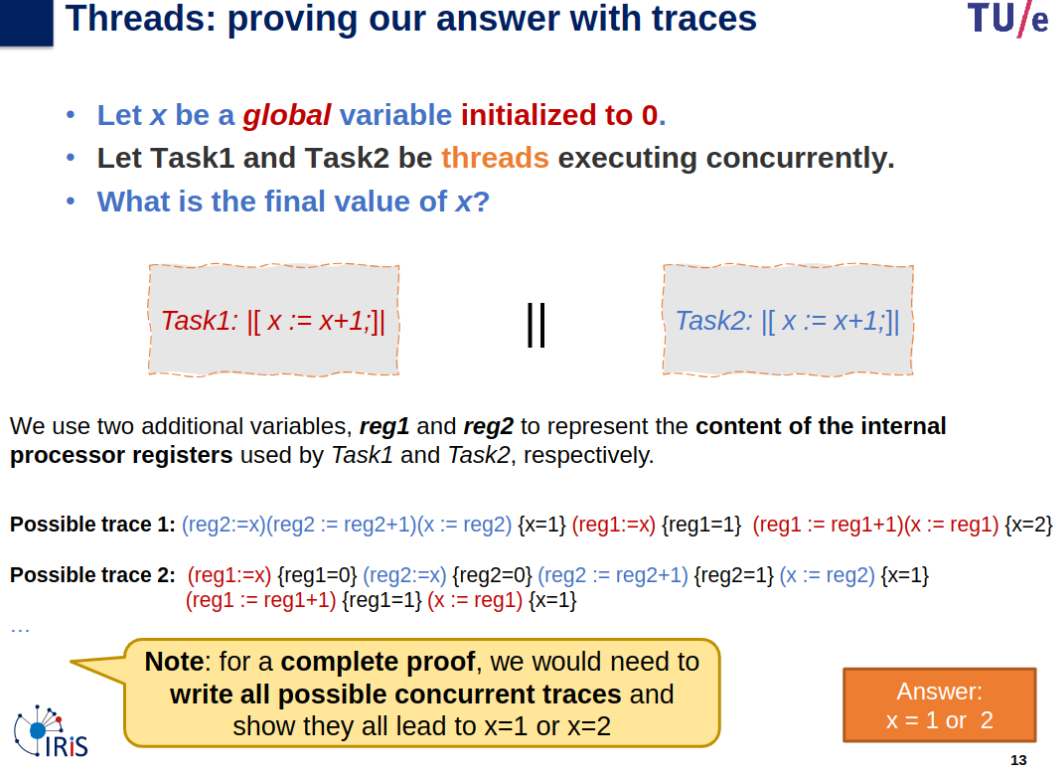 Threads: proving our answer with traces
TU/e
• Let x be a global variable initialized to 0.
• Let Task1 and Task2 be threads executing concurrently.
• What is the final value of x?
Task1: |[ x := x+1;]|
||
Task2: |[ x := x+1;]|
We use two additional variables, reg1 and reg2 to represent the content of the internal
processor registers used by Task1 and Task2, respectively.
Possible trace 1: (reg2:=x)(reg2 := reg2+1)(x := reg2) {x=1} (reg1:=x) {reg1=1} (reg1 := reg1+1)(x := reg1) {x=2}
Possible trace 2: (reg1:=x) {reg1=0} (reg2:=x) {reg2=0} (reg2 := reg2+1) {reg2=1} (x := reg2) {x=1}
(reg1 := reg1+1) {reg1=1} (x := reg1) {x=1}
…
Note: for a complete proof, we would need to
write all possible concurrent traces and
show they all lead to x=1 or x=2
Answer:
x = 1 or 2
IRiS
13